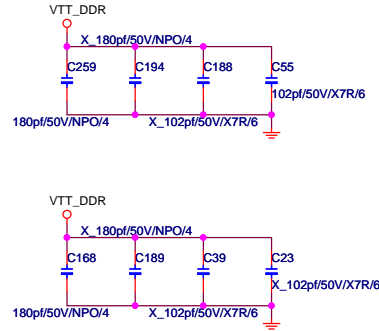 VTT_DDR
X_180pf/50V/NPO/4
C259 C194 C188 C55
102pf/50V/X7R/6
180pf/50V/NPO/4 X_102pf/50V/X7R/6
VTT_DDR
X_180pf/50V/NPO/4
C168 C189 C39 C23
X_102pf/50V/X7R/6
180pf/50V/NPO/4 X_102pf/50V/X7R/6